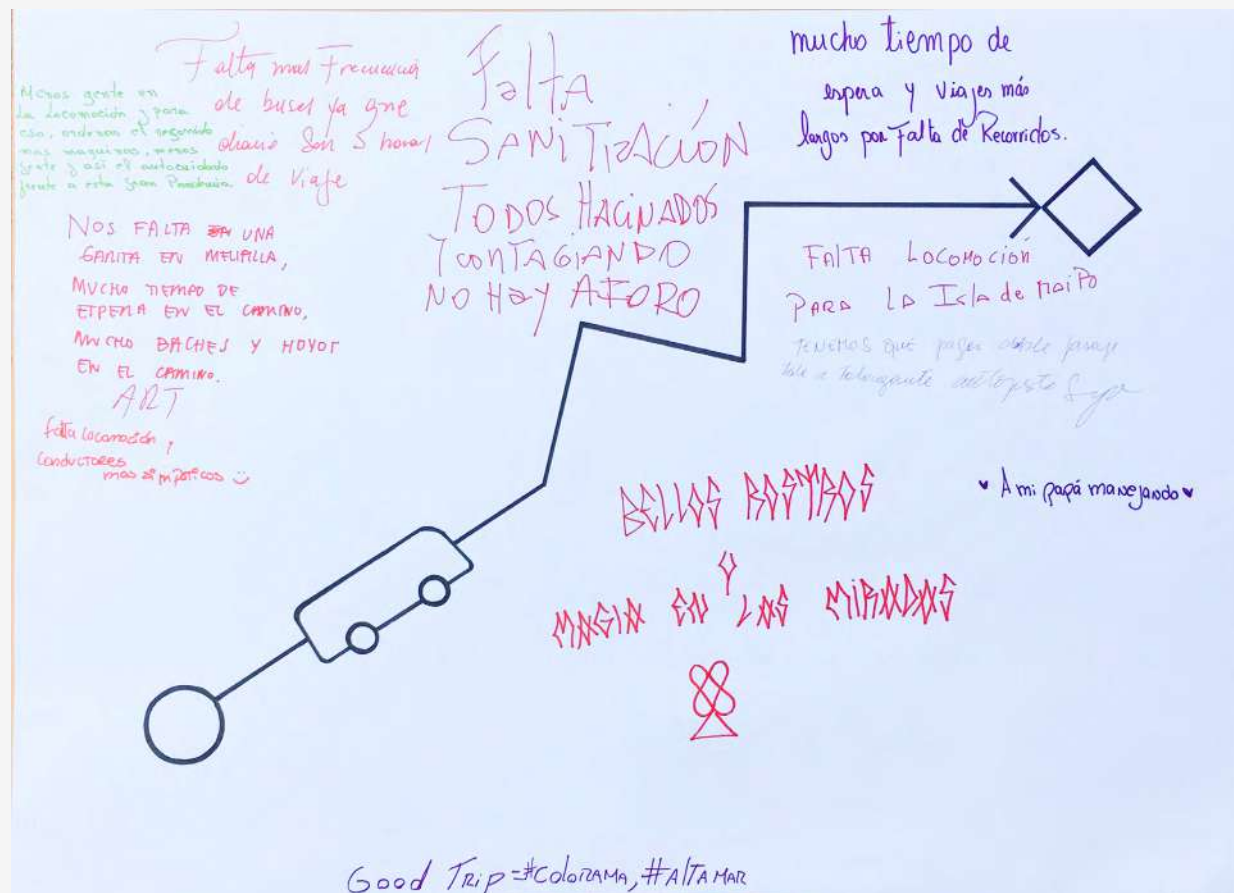 Menos gente en
la locomoción y para
eso, ordenar el segundo
mas maquinas, menos
gente y así el autocuidado
frente a esta gran Pandemia
Falta mas Frecuencia
de buses ya que
diario Son 5 horas
de Viaje
Falta
SANITIZACIÓN
TODOS HACINADOS
Y CONTAGIANDO
NO HAY AFORO
mucho tiempo de
espera y viajes más
largos por Falta de Recorridos.
NOS FALTA UNA
GARITA EN MELIPILLA,
MUCHO TIEMPO DE
ESPERA EN EL CAMINO,
MUCHO BACHES Y HOYOS
EN EL CAMINO.
ART
falta locomoción,
conductores
mas simpáticos
FALTA LOCOMOCIÓN
PARA LA Isla de MAIPO
TENEMOS QUE pagar doble pasaje
talagante autopista
BELLOS ROSTROS
Y
MAGIA EN LAS MIRADAS
A mi papá manejando
Good TRIP = #COLORAMA, #ALTAMAR